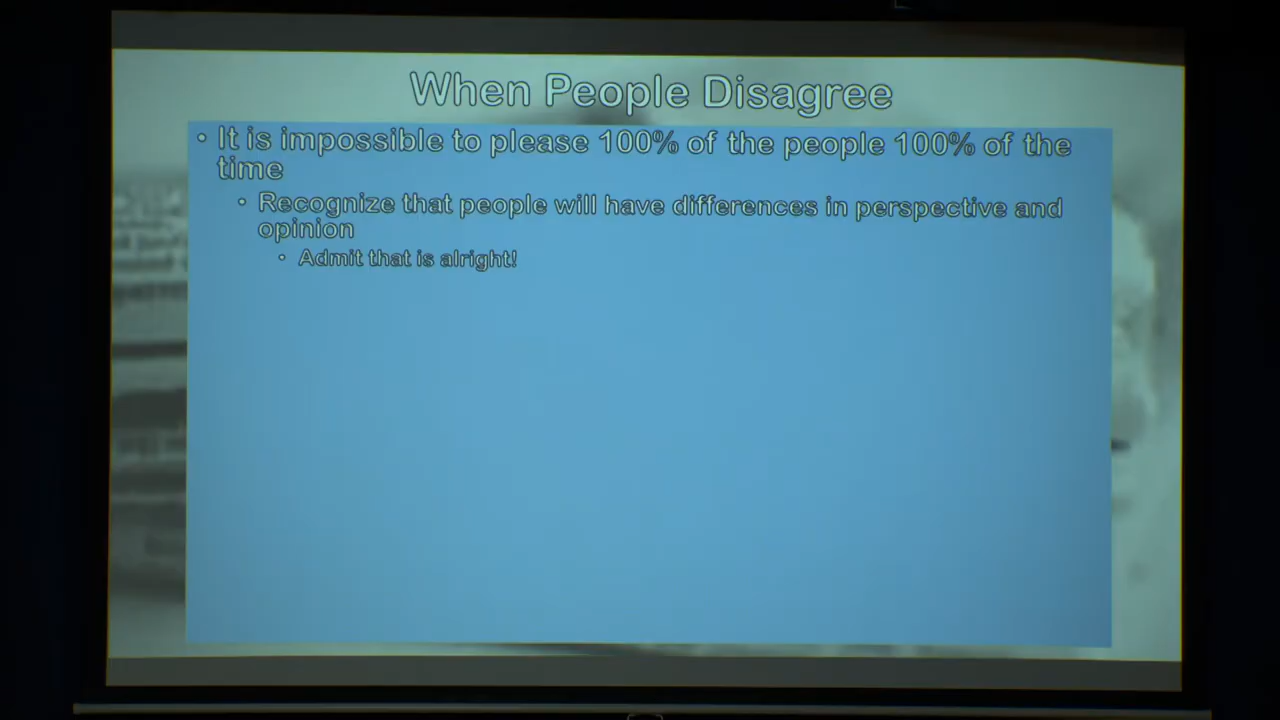 When People Disagree
• It is impossible to please 100% of the people 100% of the
time
• Recognize that people will have differences in perspective and
opinion
• Admit that is alright!